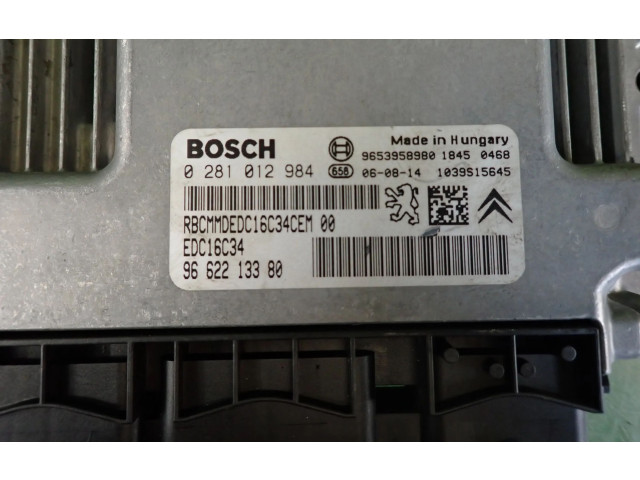 BOSCH
Made in Hungary
9653958980 1845 0468
0 281 012 984
658
06-08-14 1039S15645
RBCMMDEDC16C34CEM 00
EDC16C34
96 622 133 80